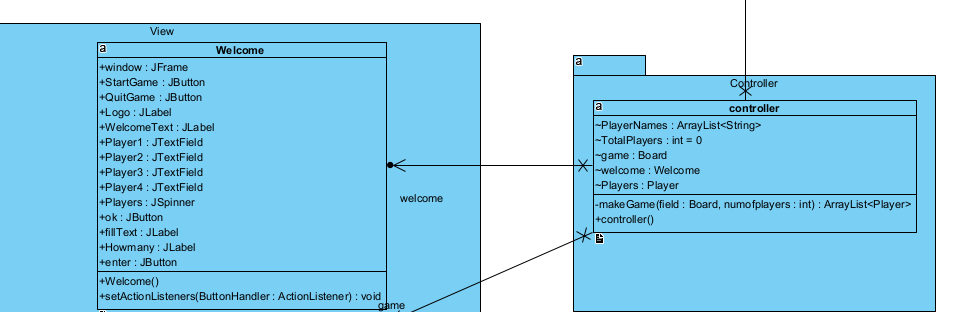 View
a
Welcome
+window : JFrame
+StartGame : JButton
+QuitGame : JButton
+Logo : JLabel
+WelcomeText : JLabel
+Player1 : JTextField
+Player2 : JTextField
+Player3 : JTextField
+Player4 : JTextField
+Players : JSpinner
+ok : JButton
+fillText : JLabel
+Howmany : JLabel
+enter : JButton
+Welcome()
+setActionListeners(ButtonHandler : ActionListener) : void
welcome
game
a
Controller
a
controller
~PlayerNames : ArrayList<String>
~TotalPlayers : int = 0
~game : Board
~welcome : Welcome
~Players : Player
-makeGame(field : Board, numofplayers : int) : ArrayList<Player>
+controller()